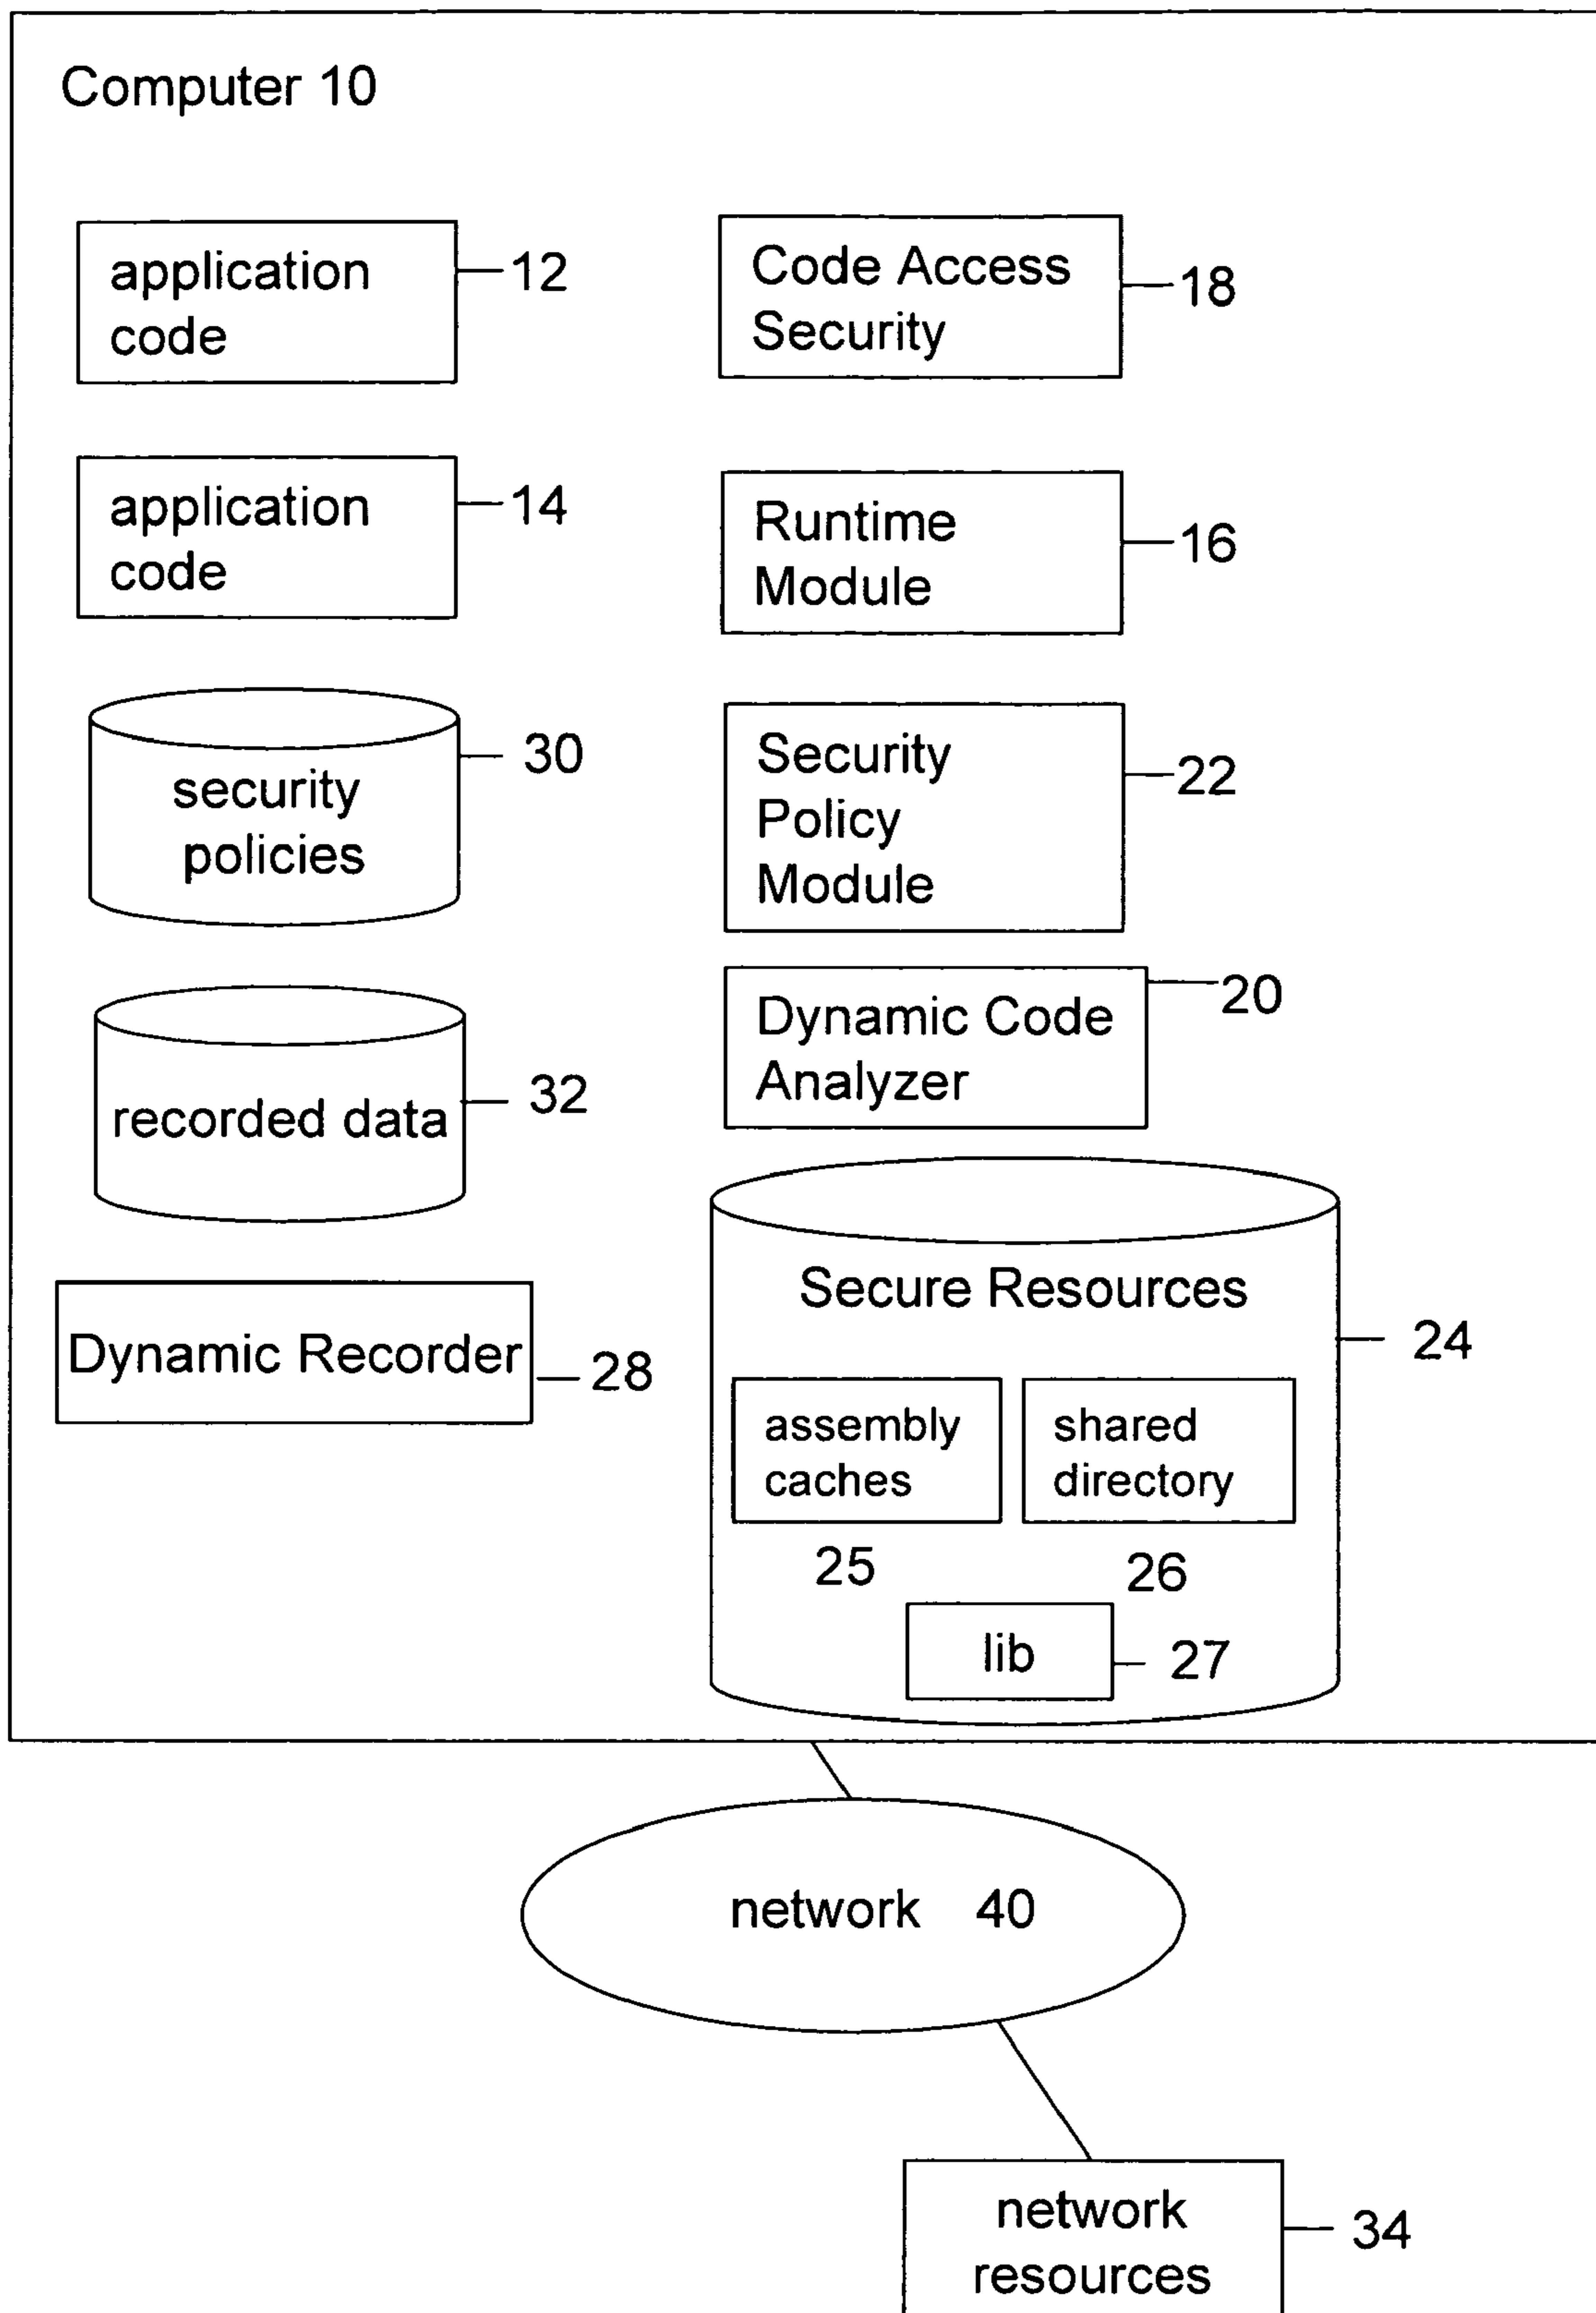 Computer 10
application
code
12
Code Access
Security
18
application
code
14
Runtime
Module
16
security
policies
30
Security
Policy
Module
22
recorded data
32
Dynamic Code
Analyzer
20
Dynamic Recorder
28
Secure Resources
24
assembly
caches
25
shared
directory
26
lib
27
network 40
network
resources
34